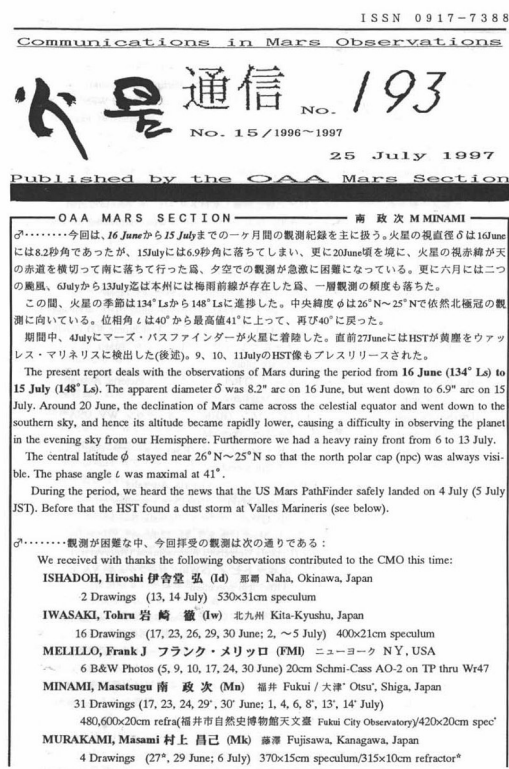 ISSN 0917-7388
Communications in Mars Observations
火星 通信 No. 193
No. 15/1996~1997
25 July 1997
Published by the OAA Mars Section
OAA MARS SECTION 南 政 次 M MINAMI
♂········今回は、16 Juneから15 Julyまでの一ヶ月間の観測紀録を主に扱う。火星の視直徑δは16June
には8.2秒角であったが、15Julyには6.9秒角に落ちてしまい、更に20June頃を境に、火星の視赤緯が天
の赤道を横切って南に落ちて行った爲、夕空での観測が急激に困難になっている。更に六月には二つ
の颱風、6Julyから13July迄は本州には梅雨前線が存在した爲、一層観測の頻度も落ちた。
この間、火星の季節は134°Lsから148°Lsに進捗した。中央緯度 φは26°N～25°Nで依然北極冠の観
測に向いている。位相角 ιは40°から最高値41°に上って、再び40°に戻った。
期間中、4Julyにマーズ・パスファインダーが火星に着陸した。直前27JuneにはHSTが黄塵をヴァッ
レス・マリネリスに検出した(後述)。9、10、11JulyのHST像もプレスリリースされた。
The present report deals with the observations of Mars during the period from 16 June (134° Ls) to
15 July (148° Ls). The apparent diameter δ was 8.2" arc on 16 June, but went down to 6.9" arc on 15
July. Around 20 June, the declination of Mars came across the celestial equator and went down to the
southern sky, and hence its altitude became rapidly lower, causing a difficulty in observing the planet
in the evening sky from our Hemisphere. Furthermore we had a heavy rainy front from 6 to 13 July.
The central latitude φ stayed near 26°N～25°N so that the north polar cap (npc) was always visi-
ble. The phase angle ι was maximal at 41°.
During the period, we heard the news that the US Mars PathFinder safely landed on 4 July (5 July
JST). Before that the HST found a dust storm at Valles Marineris (see below).
♂········観測が困難な中、今回拝受の観測は次の通りである：
We received with thanks the following observations contributed to the CMO this time:
ISHADOH, Hiroshi 伊舎堂 弘 (Id) 那覇 Naha, Okinawa, Japan
2 Drawings (13, 14 July) 530×31cm speculum
IWASAKI, Tohru 岩 崎 徹 (Iw) 北九州 Kita-Kyushu, Japan
16 Drawings (17, 23, 26, 29, 30 June; 2, ～5 July) 400×21cm speculum
MELILLO, Frank J フランク・メリッロ (FMl) ニューヨーク NY, USA
6 B&W Photos (5, 9, 10, 17, 24, 30 June) 20cm Schmi-Cass AO-2 on TP thru Wr47
MINAMI, Masatsugu 南 政 次 (Mn) 福井 Fukui / 大津° Otsu°, Shiga, Japan
31 Drawings (17, 23, 24, 29°, 30° June; 1, 4, 6, 8°, 13°, 14° July)
480,600×20cm refra(福井市自然史博物館天文臺 Fukui City Observatory)/420×20cm spec°
MURAKAMI, Masami 村上 昌己 (Mk) 藤澤 Fujisawa, Kanagawa, Japan
4 Drawings (27*, 29 June; 6 July) 370×15cm speculum/315×10cm refractor*